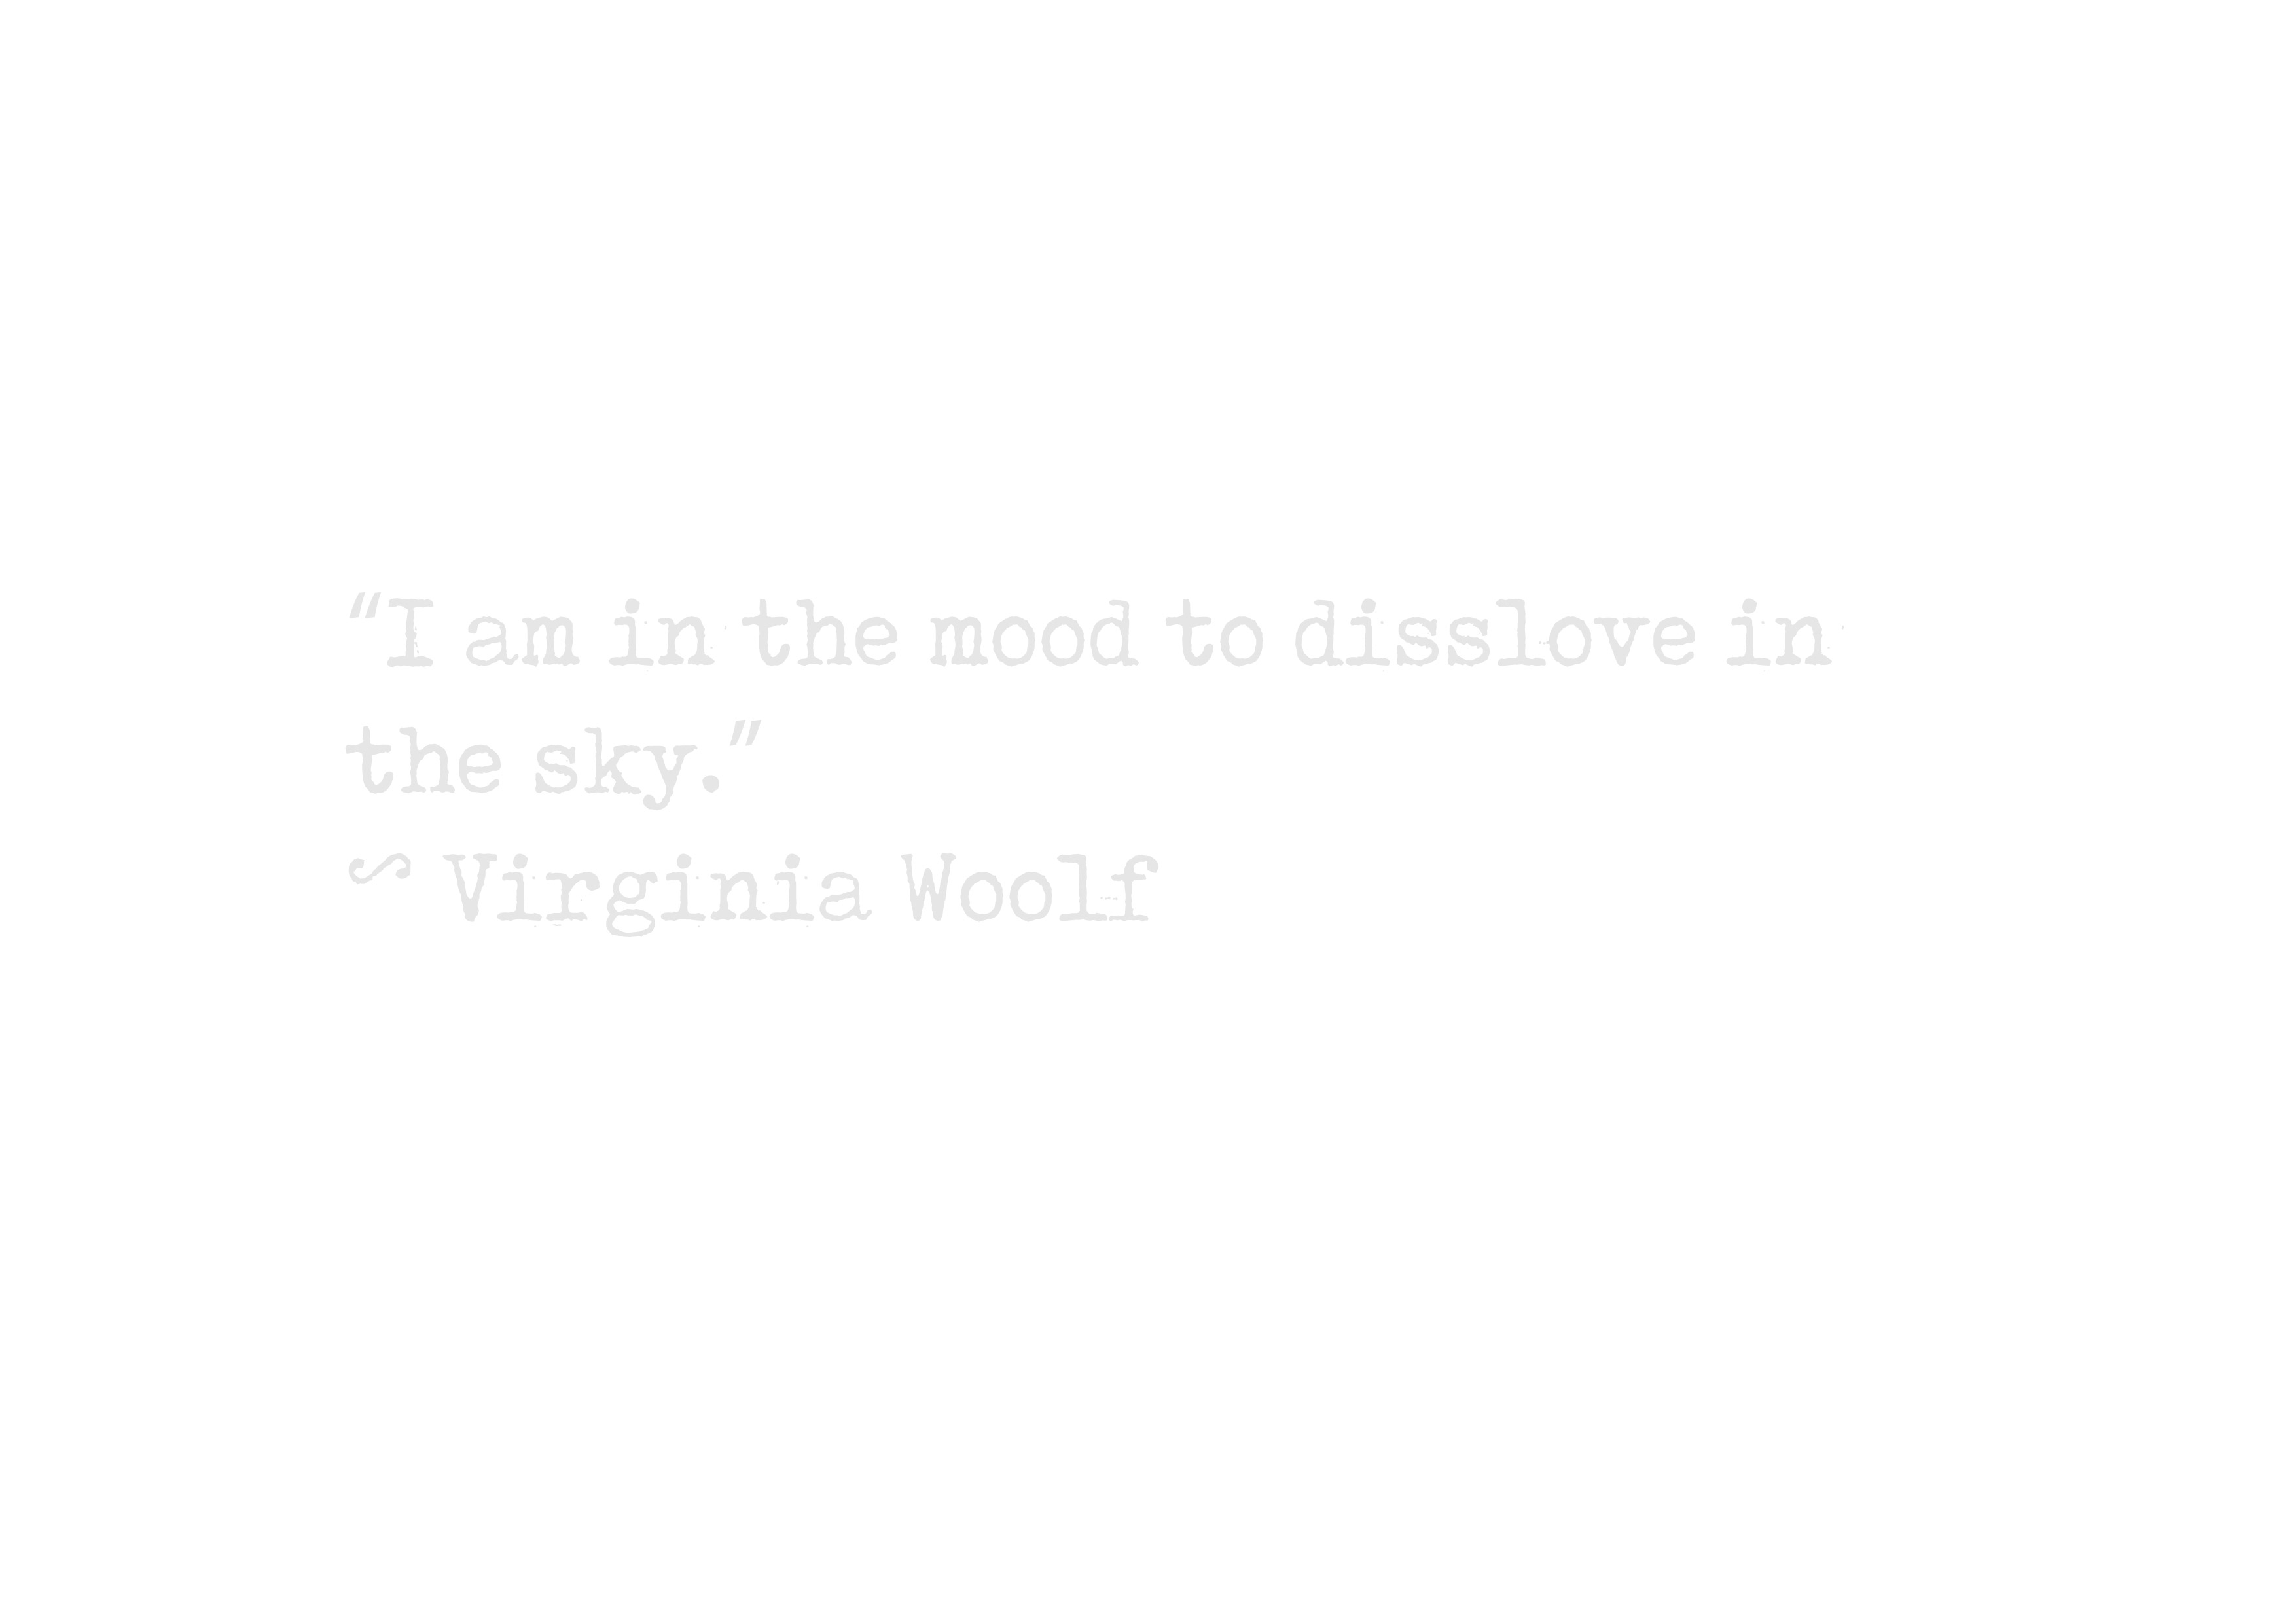 “I am in the mood to disslove in
the sky.”
~ Virginia Woolf